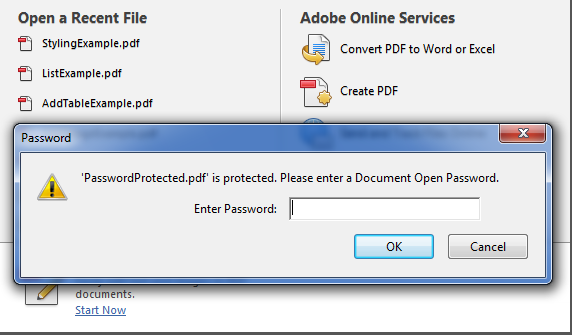 Open a Recent File
Adobe Online Services
StylingExample.pdf
ListExample.pdf
AddTableExample.pdf
Convert PDF to Word or Excel
Create PDF
Password
'PasswordProtected.pdf' is protected. Please enter a Document Open Password.
Enter Password:
OK
Cancel
documents.
Start Now